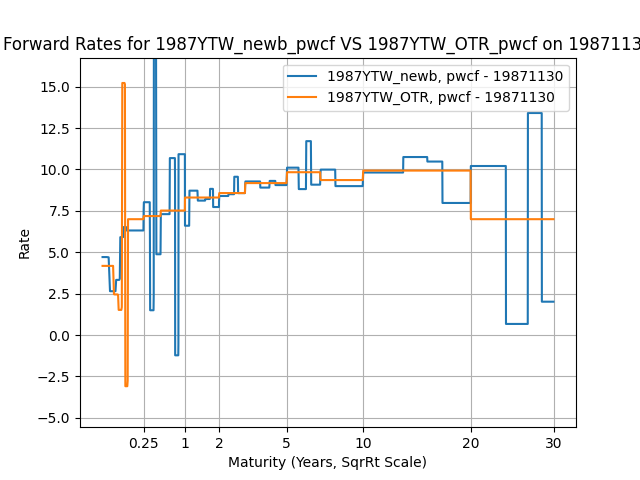 Forward Rates for 1987YTW_newb_pwcf VS 1987YTW_OTR_pwcf on 1987113
1987YTW_newb, pwcf - 19871130
1987YTW_OTR, pwcf - 19871130
15.0
12.5
10.0
7.5
5.0
2.5
0.0
−2.5
−5.0
Rate
0.25 1 2 5 10 20 30
Maturity (Years, SqrRt Scale)